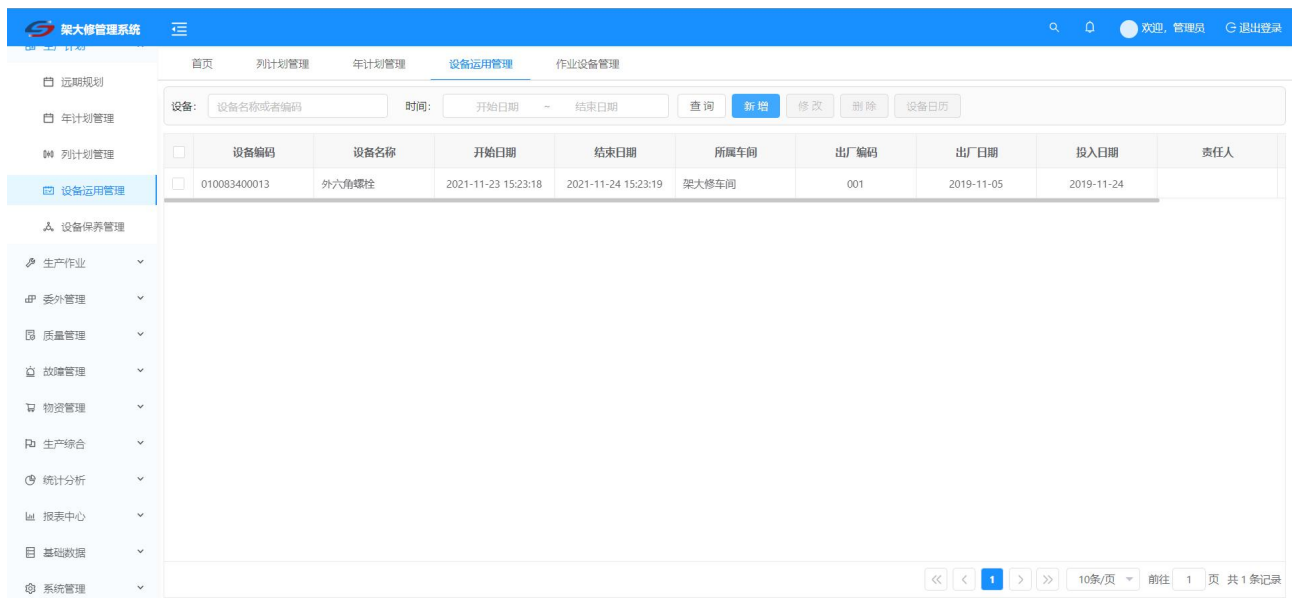 架大修管理系统
欢迎, 管理员 退出登录
生产计划
远期规划
年计划管理
列计划管理
设备运用管理
设备保养管理
生产作业
委外管理
质量管理
故障管理
物资管理
生产综合
统计分析
报表中心
基础数据
系统管理
首页 列计划管理 年计划管理 设备运用管理 作业设备管理
设备: 设备名称或者编码 时间: 开始日期 ~ 结束日期 查询 新增 修改 删除 设备日历
设备编码 设备名称 开始日期 结束日期 所属车间 出厂编码 出厂日期 投入日期 责任人
010083400013 外六角螺栓 2021-11-23 15:23:18 2021-11-24 15:23:19 架大修车间 001 2019-11-05 2019-11-24
1 10条/页 前往 1 页 共 1 条记录